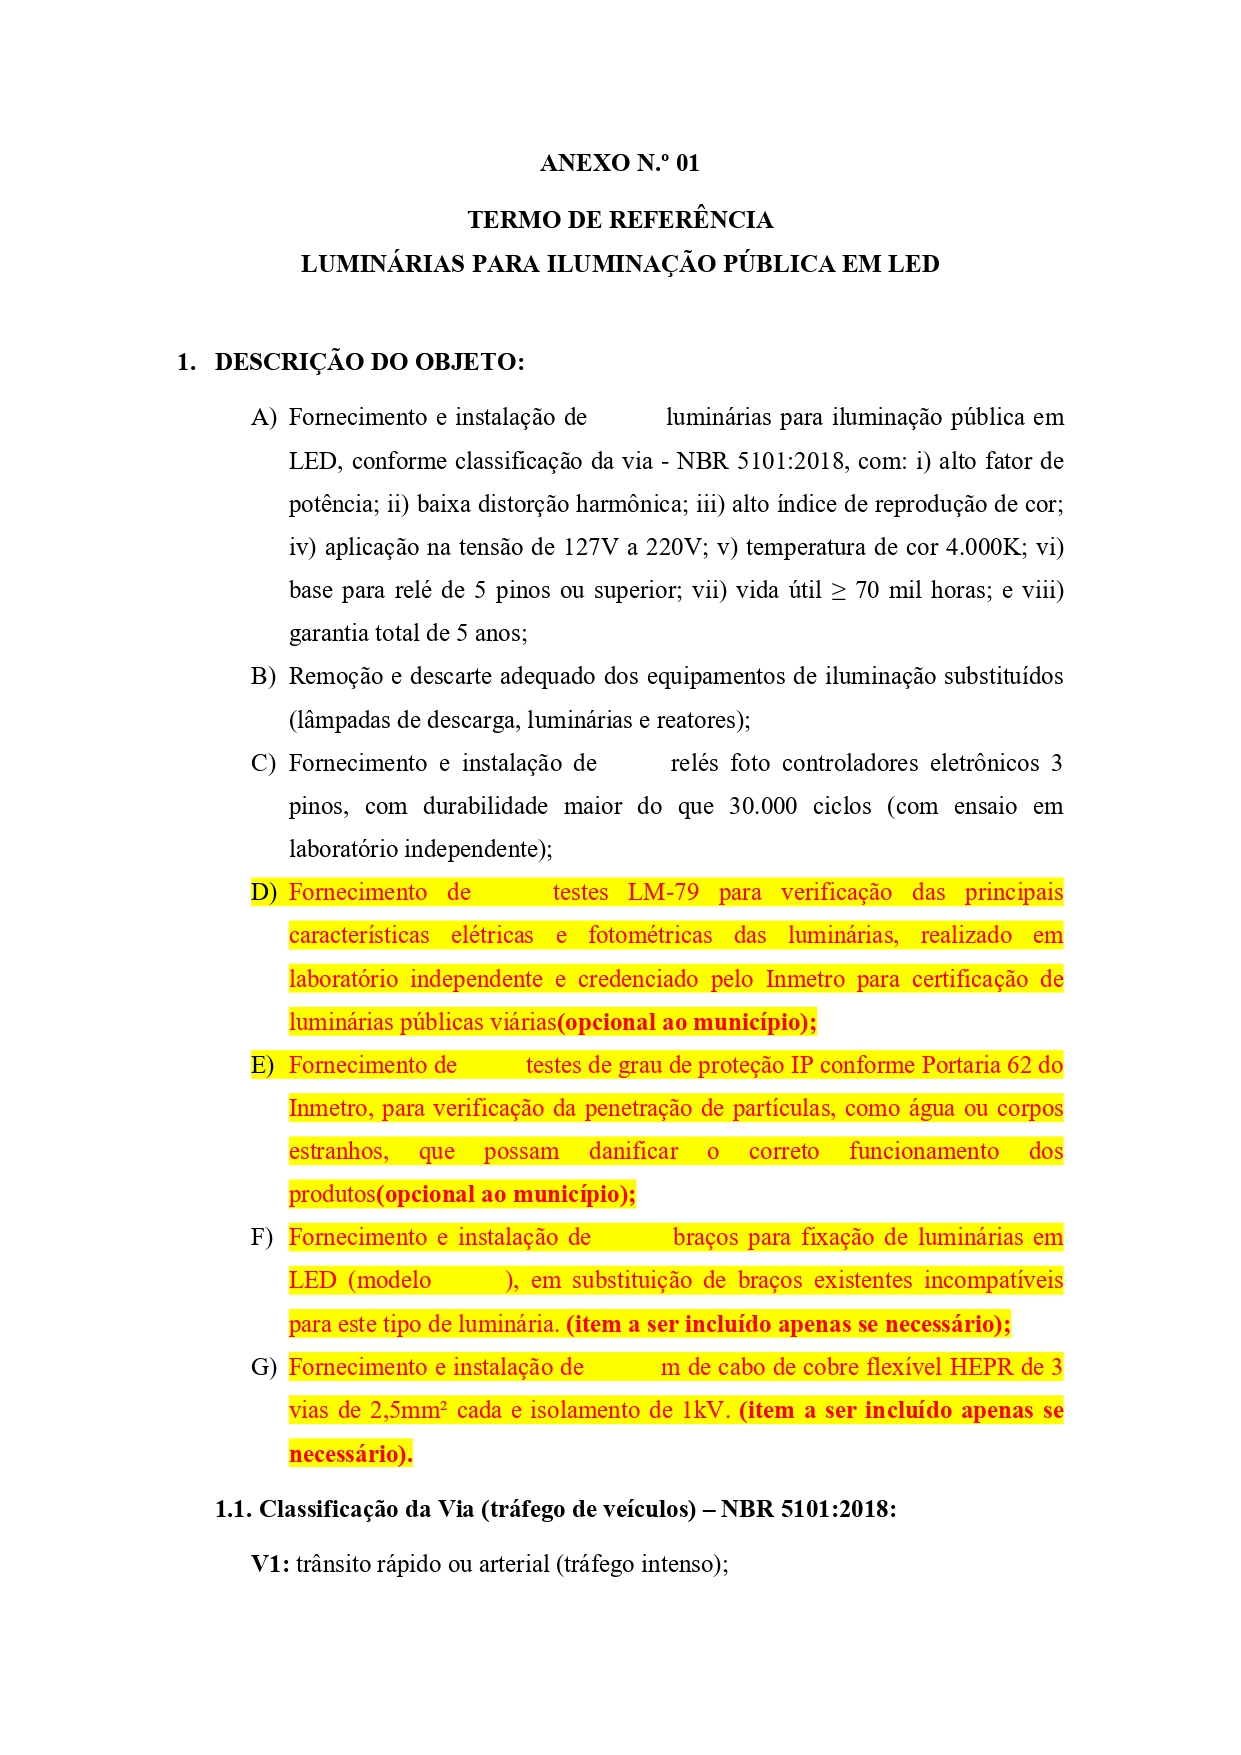 ANEXO N.º 01
TERMO DE REFERÊNCIA
LUMINÁRIAS PARA ILUMINAÇÃO PÚBLICA EM LED
1. DESCRIÇÃO DO OBJETO:
A) Fornecimento e instalação de luminárias para iluminação pública em
LED, conforme classificação da via - NBR 5101:2018, com: i) alto fator de
potência; ii) baixa distorção harmônica; iii) alto índice de reprodução de cor;
iv) aplicação na tensão de 127V a 220V; v) temperatura de cor 4.000K; vi)
base para relé de 5 pinos ou superior; vii) vida útil ≥ 70 mil horas; e viii)
garantia total de 5 anos;
B) Remoção e descarte adequado dos equipamentos de iluminação substituídos
(lâmpadas de descarga, luminárias e reatores);
C) Fornecimento e instalação de relés foto controladores eletrônicos 3
pinos, com durabilidade maior do que 30.000 ciclos (com ensaio em
laboratório independente);
D) Fornecimento de testes LM-79 para verificação das principais
características elétricas e fotométricas das luminárias, realizado em
laboratório independente e credenciado pelo Inmetro para certificação de
luminárias públicas viárias(opcional ao município);
E) Fornecimento de testes de grau de proteção IP conforme Portaria 62 do
Inmetro, para verificação da penetração de partículas, como água ou corpos
estranhos, que possam danificar o correto funcionamento dos
produtos(opcional ao município);
F) Fornecimento e instalação de braços para fixação de luminárias em
LED (modelo ), em substituição de braços existentes incompatíveis
para este tipo de luminária. (item a ser incluído apenas se necessário);
G) Fornecimento e instalação de m de cabo de cobre flexível HEPR de 3
vias de 2,5mm² cada e isolamento de 1kV. (item a ser incluído apenas se
necessário).
1.1. Classificação da Via (tráfego de veículos) – NBR 5101:2018:
V1: trânsito rápido ou arterial (tráfego intenso);